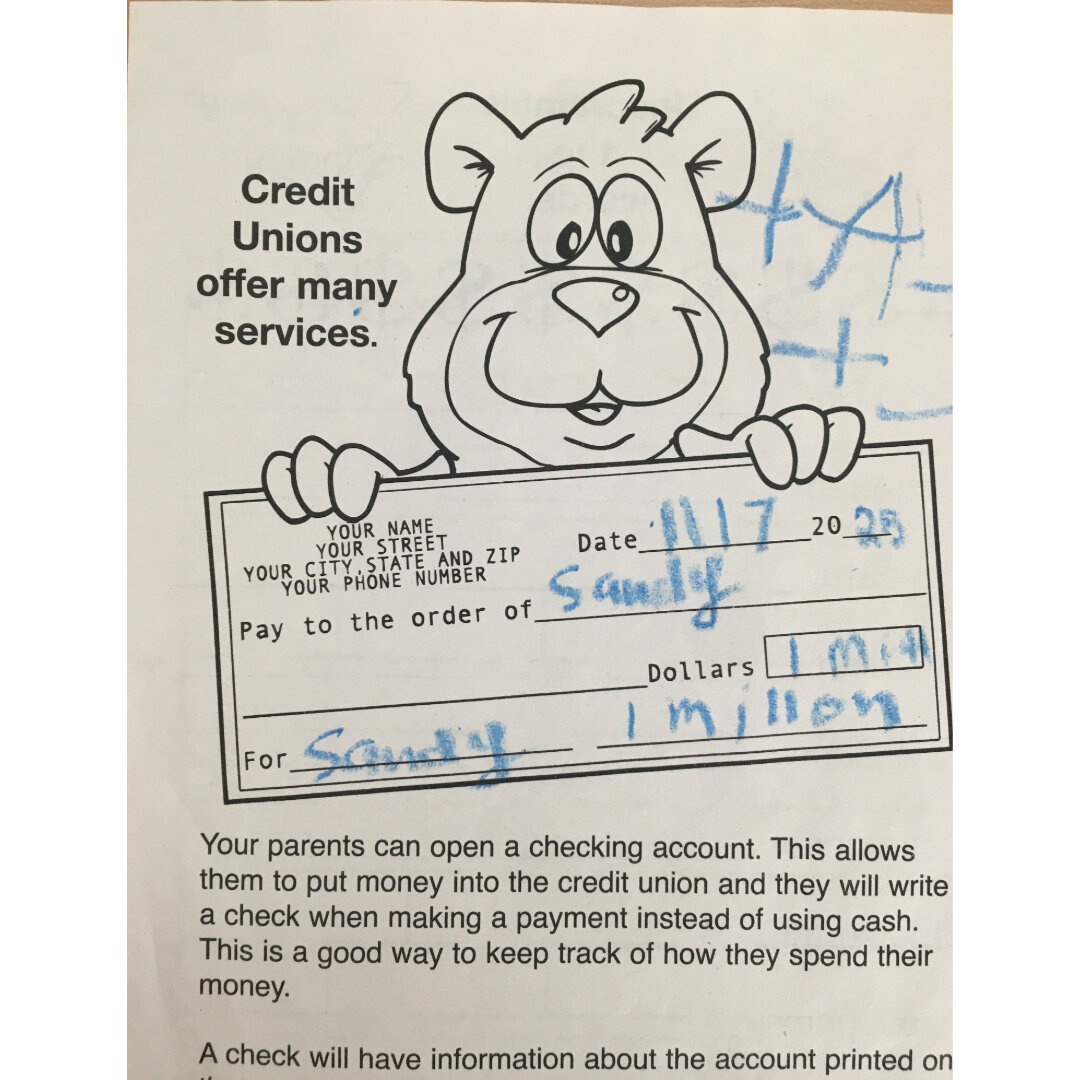 Credit
Unions
offer many
services.
+A-
+
YOUR NAME
YOUR STREET
YOUR CITY, STATE AND ZIP
YOUR PHONE NUMBER
Date 11 17 20 25
Pay to the order of Sandy
Dollars 1 mill
For Sandy 1 millon
Your parents can open a checking account. This allows
them to put money into the credit union and they will write
a check when making a payment instead of using cash.
This is a good way to keep track of how they spend their
money.
A check will have information about the account printed on